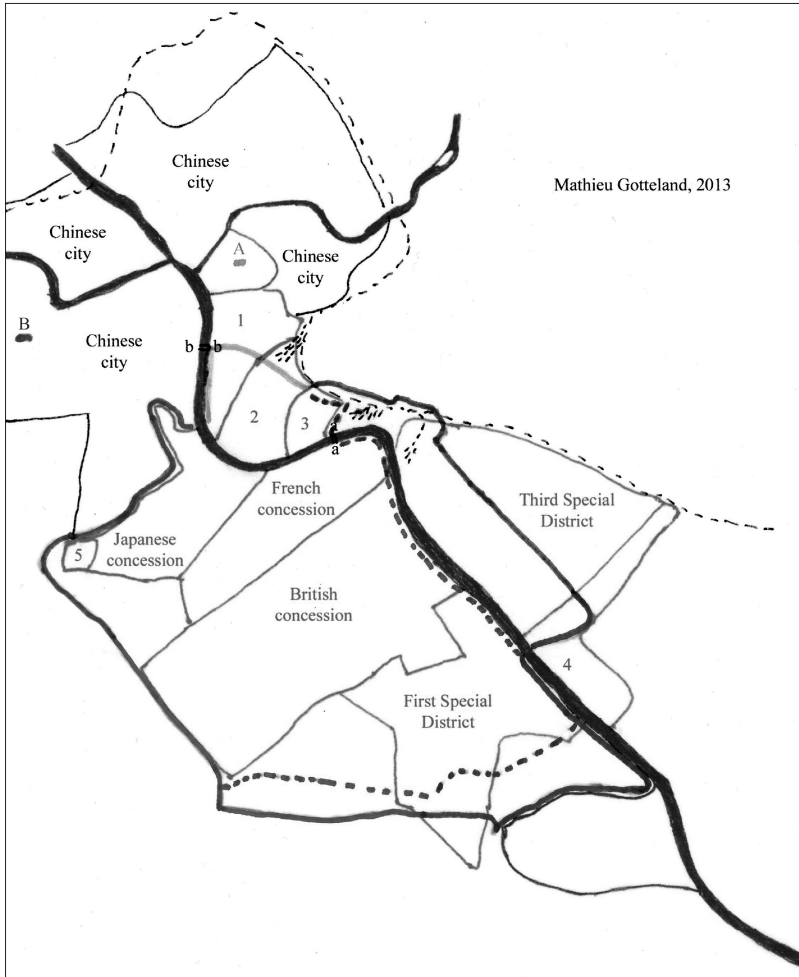 Chinese
city
Mathieu Gotteland, 2013
Chinese
city
A
Chinese
city
B
1
Chinese
city
b
b
2
3
a
a
French
concession
Third Special
District
Japanese
concession
5
British
concession
4
First Special
District